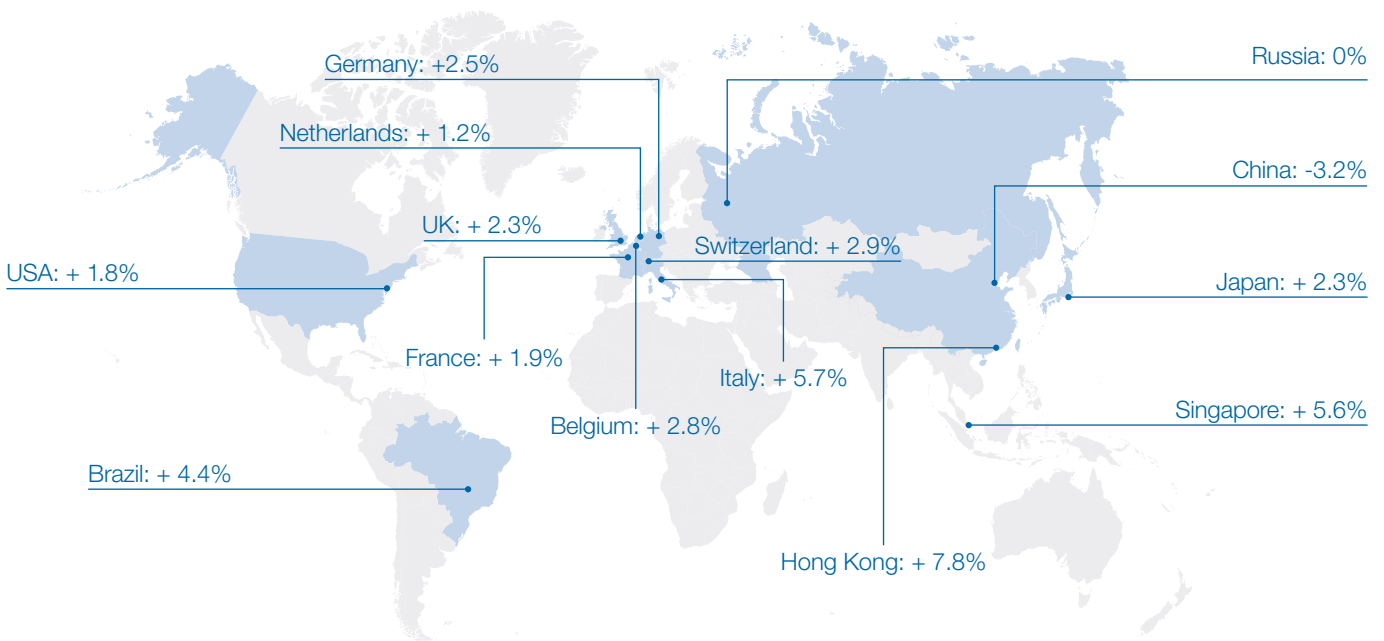 Germany: +2.5%
Russia: 0%
Netherlands: + 1.2%
China: -3.2%
UK: + 2.3%
Switzerland: + 2.9%
USA: + 1.8%
Japan: + 2.3%
France: + 1.9%
Italy: + 5.7%
Singapore: + 5.6%
Belgium: + 2.8%
Brazil: + 4.4%
Hong Kong: + 7.8%